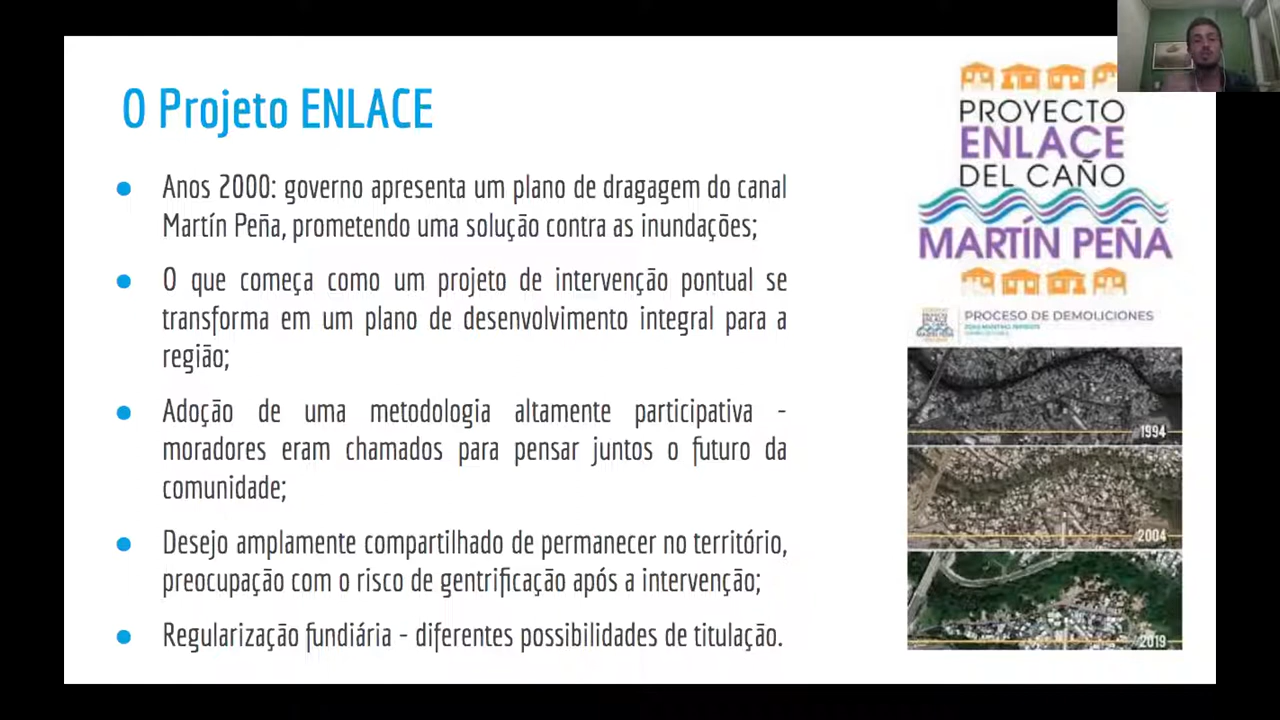 O Projeto ENLACE
Anos 2000: governo apresenta um plano de dragagem do canal
Martín Peña, prometendo uma solução contra as inundações;
O que começa como um projeto de intervenção pontual se
transforma em um plano de desenvolvimento integral para a
região;
Adoção de uma metodologia altamente participativa -
moradores eram chamados para pensar juntos o futuro da
comunidade;
Desejo amplamente compartilhado de permanecer no território,
preocupação com o risco de gentrificação após a intervenção;
Regularização fundiária - diferentes possibilidades de titulação.
PROYECTO
ENLACE
DEL CAÑO
MARTÍN PEÑA
PROYECTO
ENLACE
MARTÍN PEÑA
PROCESO DE DEMOLICIONES
1994
2004
2019